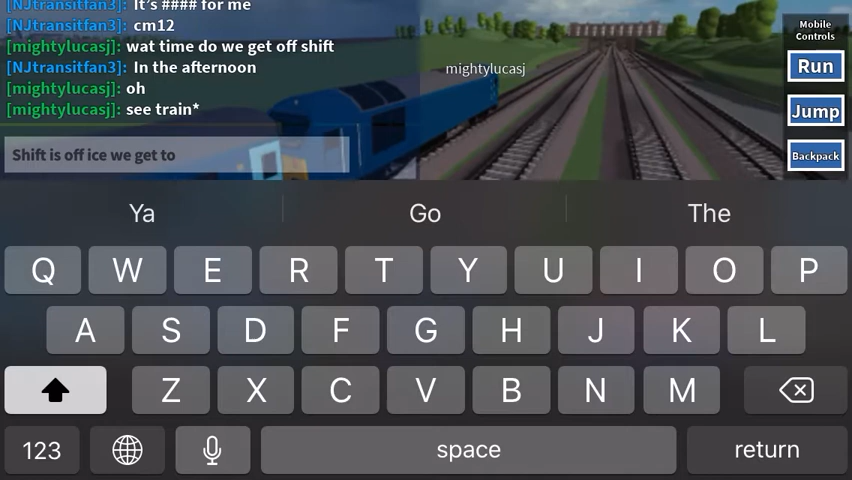 [NJtransitfan3]: It's #### for me
[NJtransitfan3]: cm12
[mightylucasj]: wat time do we get off shift
[NJtransitfan3]: In the afternoon
[mightylucasj]: oh
[mightylucasj]: see train*
mightylucasj
Shift is off ice we get to
Mobile
Controls
Run
Jump
Backpack
Ya Go The
Q W E R T Y U I O P
A S D F G H J K L
Z X C V B N M
123 space return